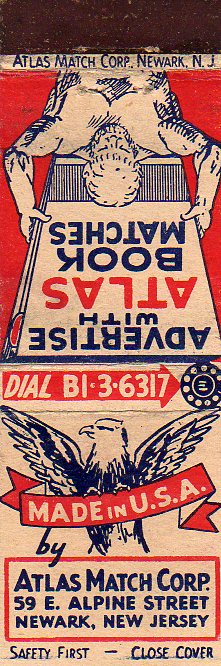 ATLAS MATCH CORP. NEWARK, N. J
ADVERTISE
WITH
ATLAS
BOOK
MATCHES
DIAL BI·3·6317
MADE IN U.S.A.
by
ATLAS MATCH CORP.
59 E. ALPINE STREET
NEWARK, NEW JERSEY
SAFETY FIRST — CLOSE COVER